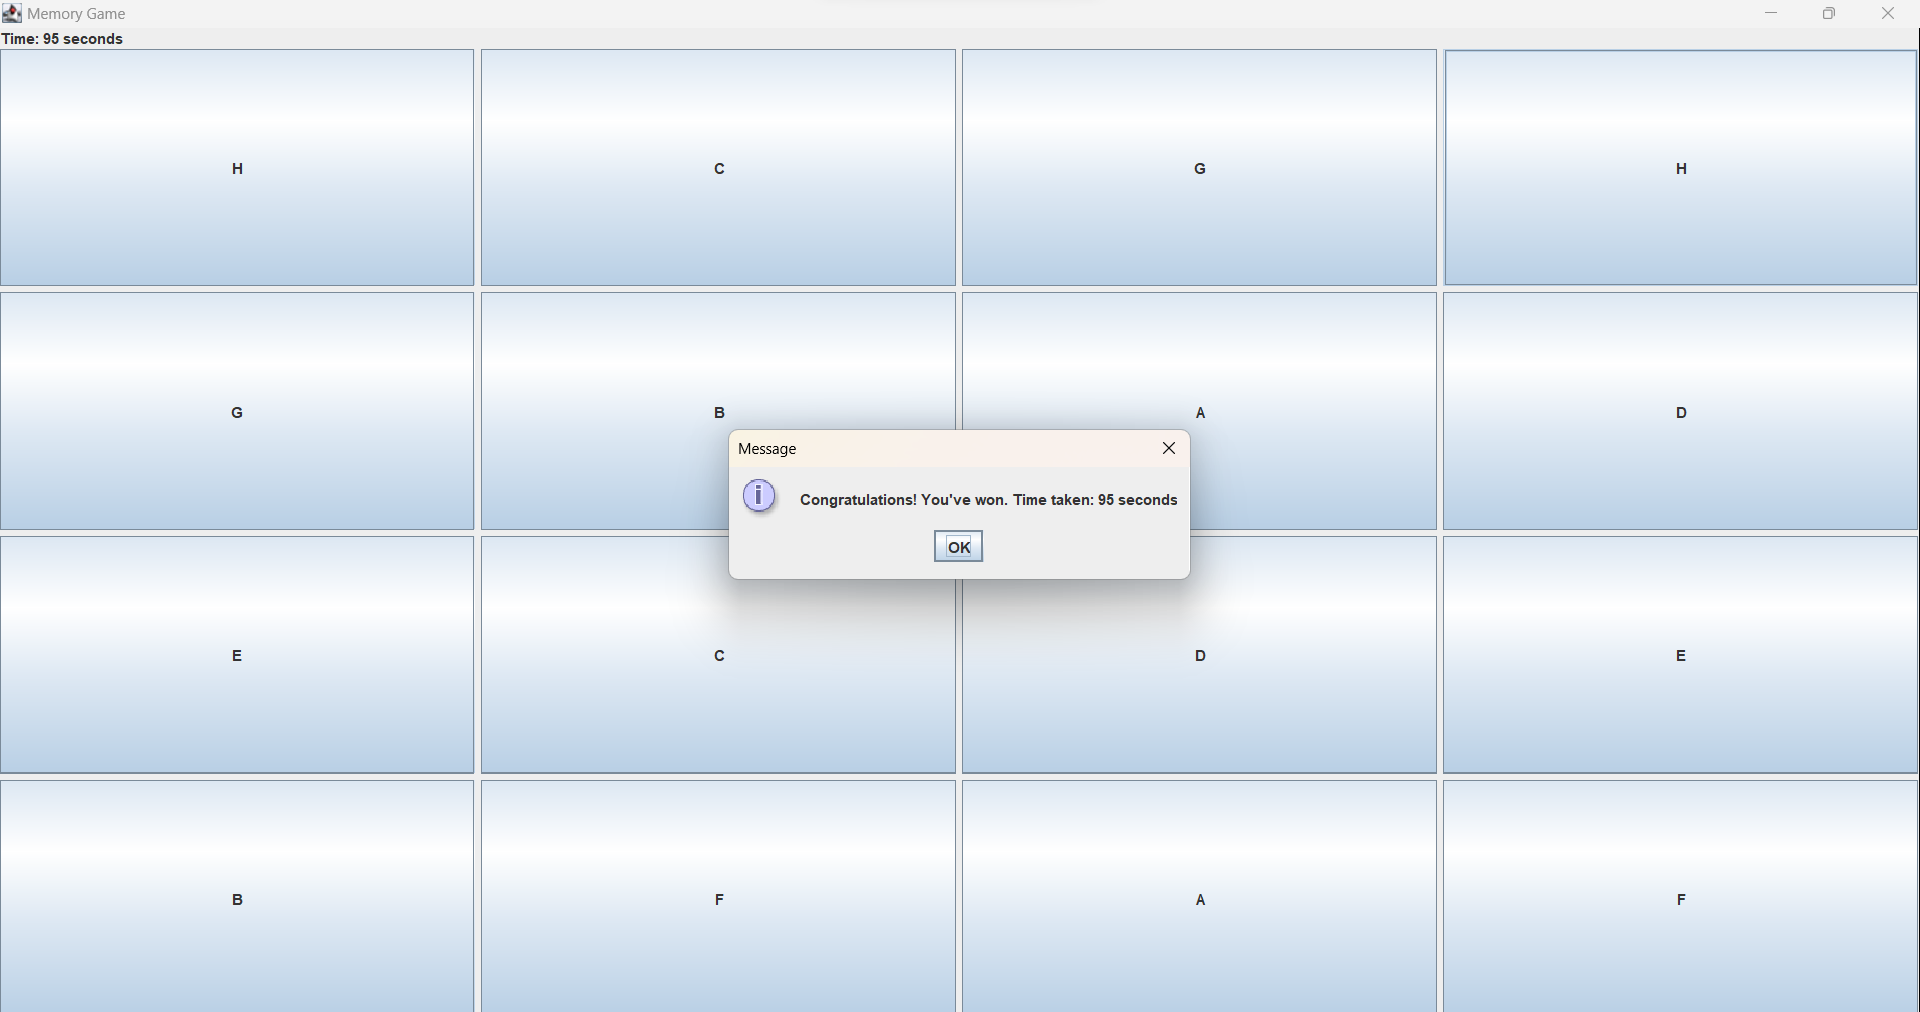 Memory Game
Time: 95 seconds
H C G H
G B A D
Message
Congratulations! You've won. Time taken: 95 seconds
OK
E C D E
B F A F